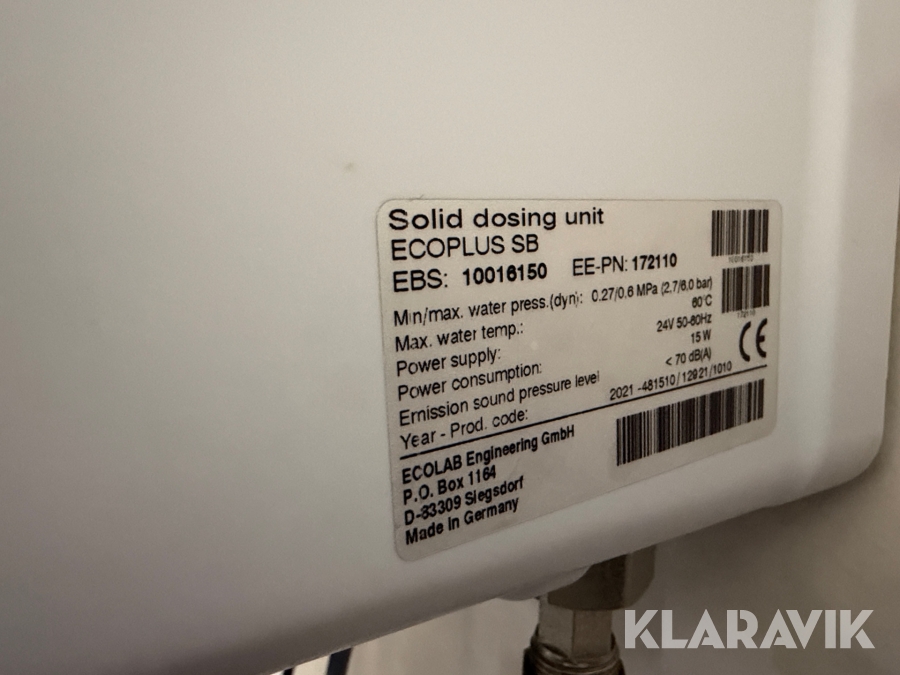 Solid dosing unit
ECOPLUS SB
EBS: 10016150 EE-PN: 172110
Min/max. water press.(dyn): 0.27/0,6 MPa (2,7/6,0 bar)
Max. water temp.: 60°C
Power supply: 24V 50-60Hz
Power consumption: 15 W
Emission sound pressure level < 70 dB(A)
Year - Prod. code: 2021 -481510/12921/1010
ECOLAB Engineering GmbH
P.O. Box 1164
D-83309 Siegsdorf
Made in Germany
10016150
172110
CE
KLARAVIK